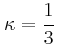 κ = 1/3